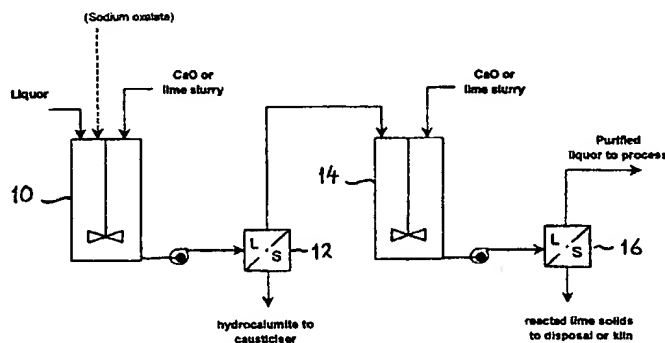 (Sodium oxalate)
CaO or
lime slurry
Liquor
10
L
S
12
hydrocalumite to
causticiser
CaO or
lime slurry
14
Purified
liquor to process
L
S
16
reacted lime solids
to disposal or kiln